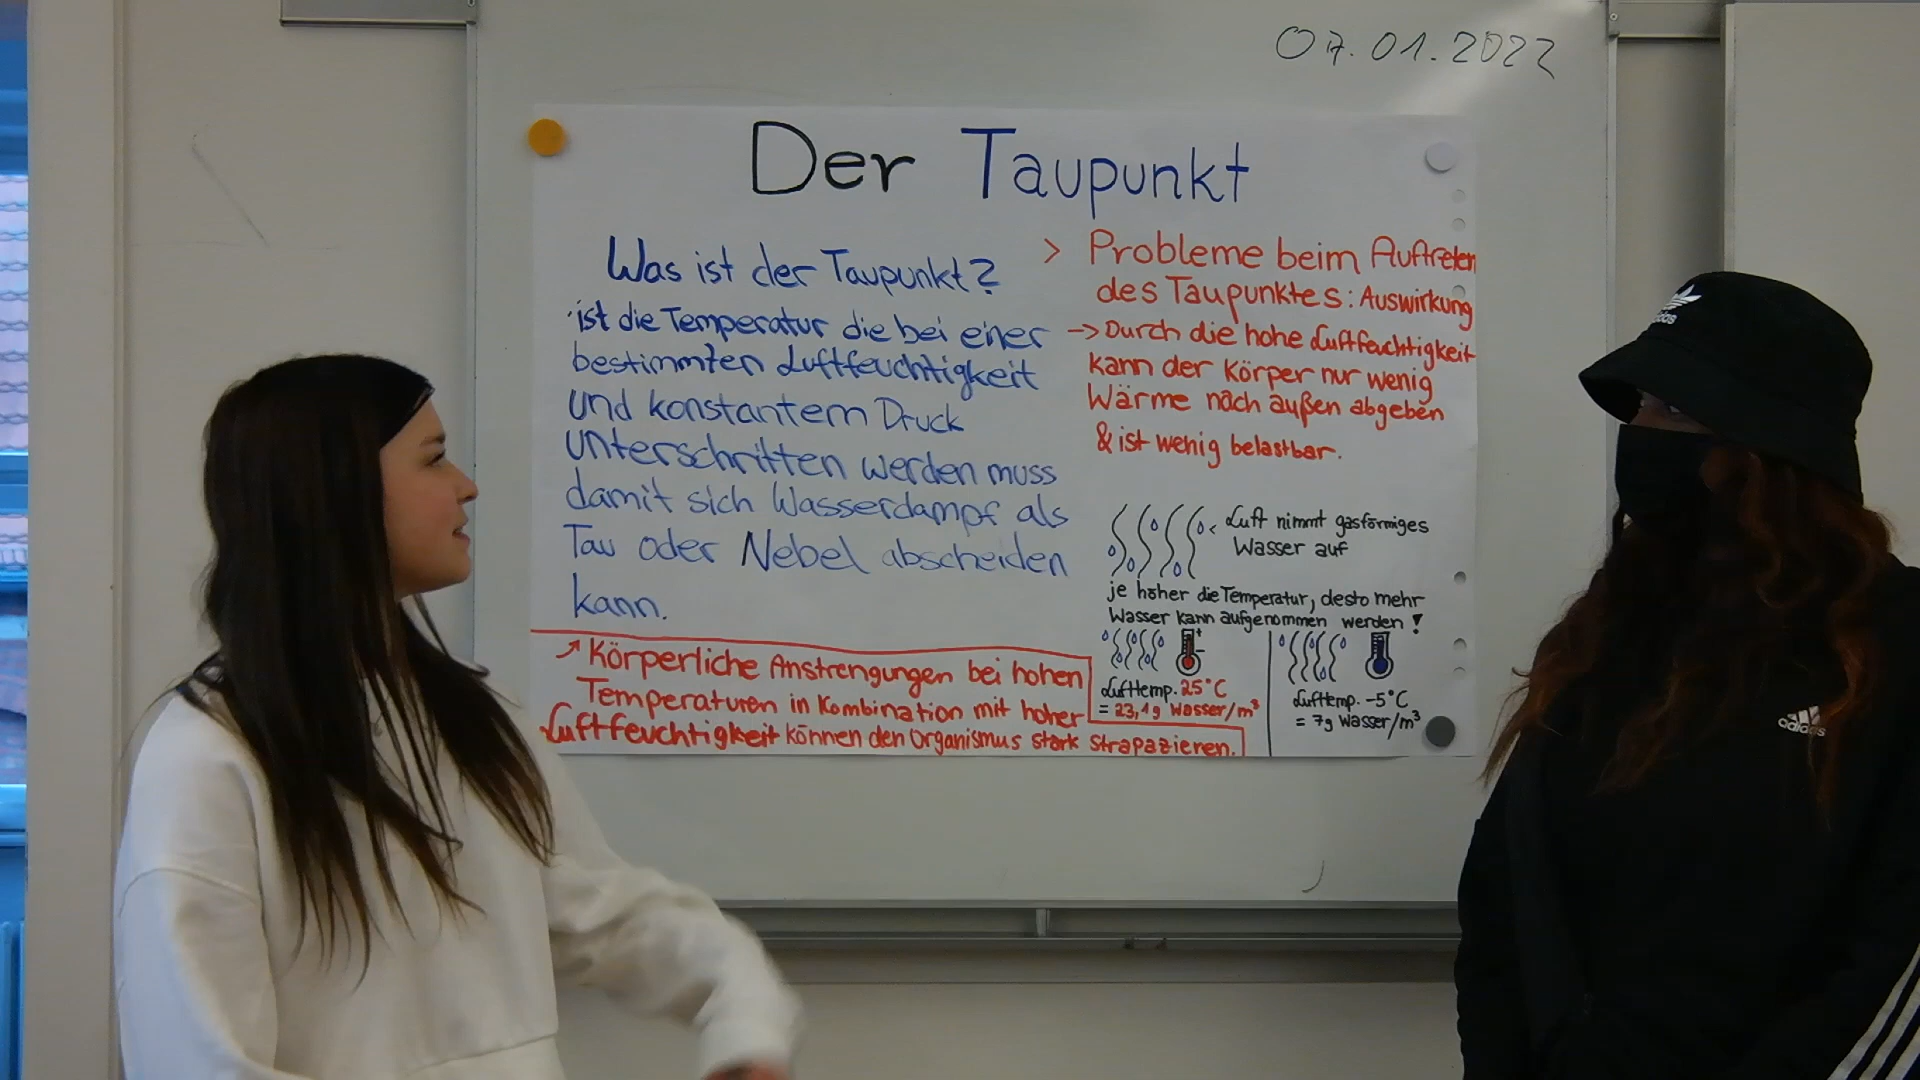 07.01.2022
Der Taupunkt
Was ist der Taupunkt?
·ist die Temperatur die bei einer
bestimmten Luftfeuchtigkeit
und konstantem Druck
unterschritten werden muss
damit sich Wasserdampf als
Tau oder Nebel abscheiden
kann.
↗ Körperliche Anstrengungen bei hohen
Temperaturen in Kombination mit hoher
Luftfeuchtigkeit können den Organismus stark strapazieren.
> Probleme beim Auftreten
des Taupunktes: Auswirkung
-> Durch die hohe Luftfeuchtigkeit
kann der Körper nur wenig
Wärme nach außen abgeben
& ist wenig belastbar.
< Luft nimmt gasförmiges
Wasser auf
je höher die Temperatur, desto mehr
Wasser kann aufgenommen werden!
+
-
Lufttemp. 25°C
= 23,1g Wasser/m³
Lufttemp. -5°C
= 7g Wasser/m³
adidas
adidas